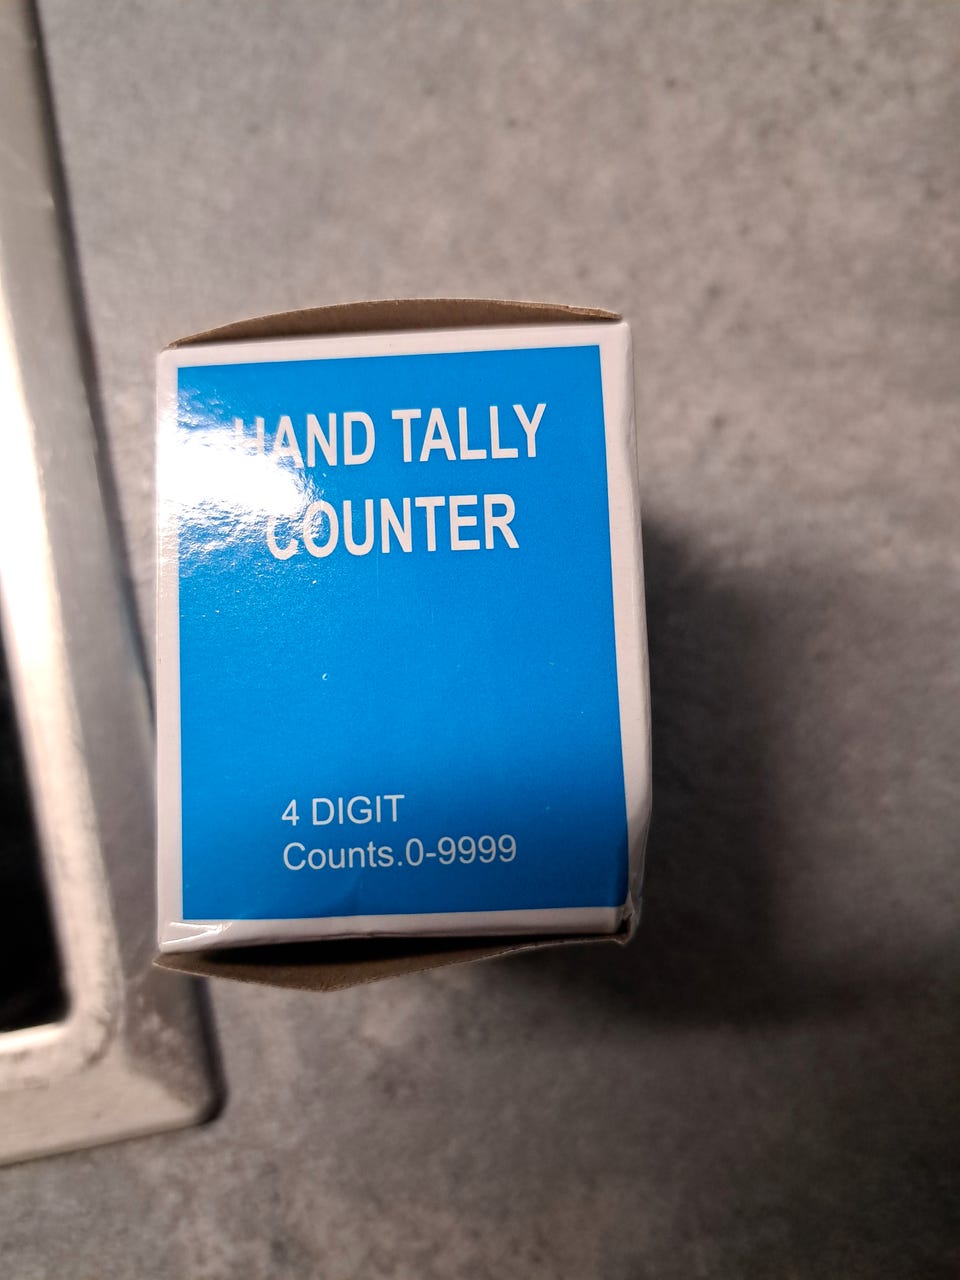 HAND TALLY
COUNTER
4 DIGIT
Counts.0-9999